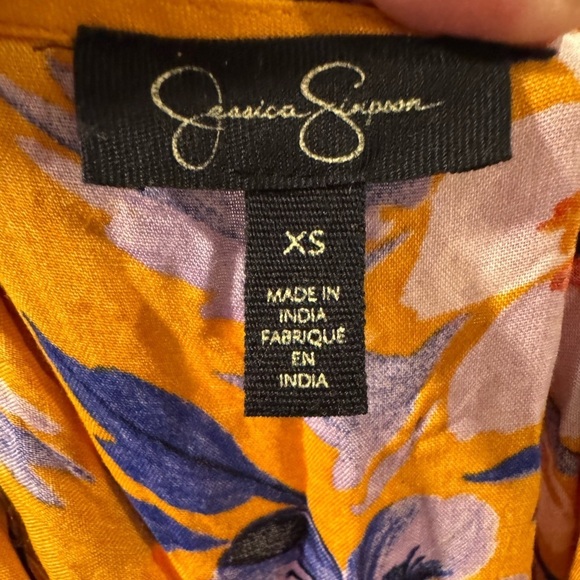 Jessica Simpson
XS
MADE IN
INDIA
FABRIQUÉ
EN
INDIA